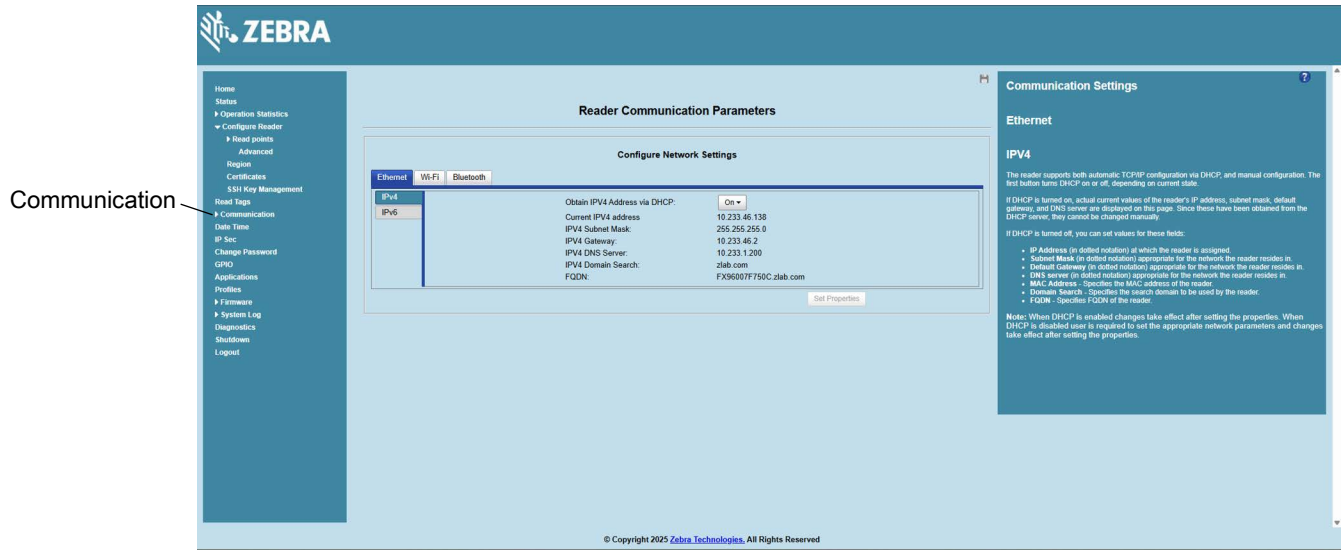 ZEBRA
Communication
Home
Status
Operation Statistics
Configure Reader
Read points
Advanced
Region
Certificates
SSH Key Management
Read Tags
Communication
Date Time
IP Sec
Change Password
GPIO
Applications
Profiles
Firmware
System Log
Diagnostics
Shutdown
Logout
Reader Communication Parameters
Configure Network Settings
Ethernet Wi-Fi Bluetooth
IPv4
IPv6
Obtain IPV4 Address via DHCP: On
Current IPV4 address 10.233.46.138
IPV4 Subnet Mask: 255.255.255.0
IPV4 Gateway: 10.233.46.2
IPV4 DNS Server: 10.233.1.200
IPV4 Domain Search: zlab.com
FQDN: FX96007F750C.zlab.com
Set Properties
?
Communication Settings
Ethernet
IPV4
The reader supports both automatic TCP/IP configuration via DHCP, and manual configuration. The
first button turns DHCP on or off, depending on current state.
If DHCP is turned on, actual current values of the reader's IP address, subnet mask, default
gateway, and DNS server are displayed on this page. Since these have been obtained from the
DHCP server, they cannot be changed manually.
If DHCP is turned off, you can set values for these fields:
• IP Address (in dotted notation) at which the reader is assigned.
• Subnet Mask (in dotted notation) appropriate for the network the reader resides in.
• Default Gateway (in dotted notation) appropriate for the network the reader resides in.
• DNS server (in dotted notation) appropriate for the network the reader resides in.
• MAC Address - Specifies the MAC address of the reader.
• Domain Search - Specifies the search domain to be used by the reader.
• FQDN - Specifies FQDN of the reader.
Note: When DHCP is enabled changes take effect after setting the properties. When
DHCP is disabled user is required to set the appropriate network parameters and changes
take effect after setting the properties.
© Copyright 2025 Zebra Technologies. All Rights Reserved